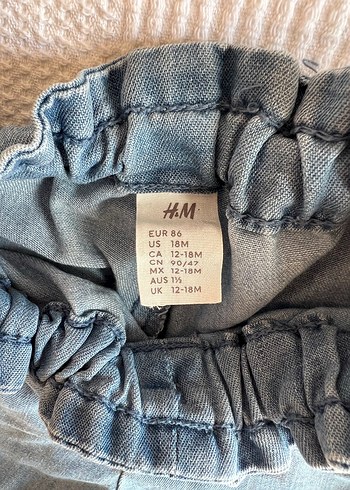 H&M
EUR 86
US 18M
CA 12-18M
CN 90/47
MX 12-18M
AUS 1½
UK 12-18M